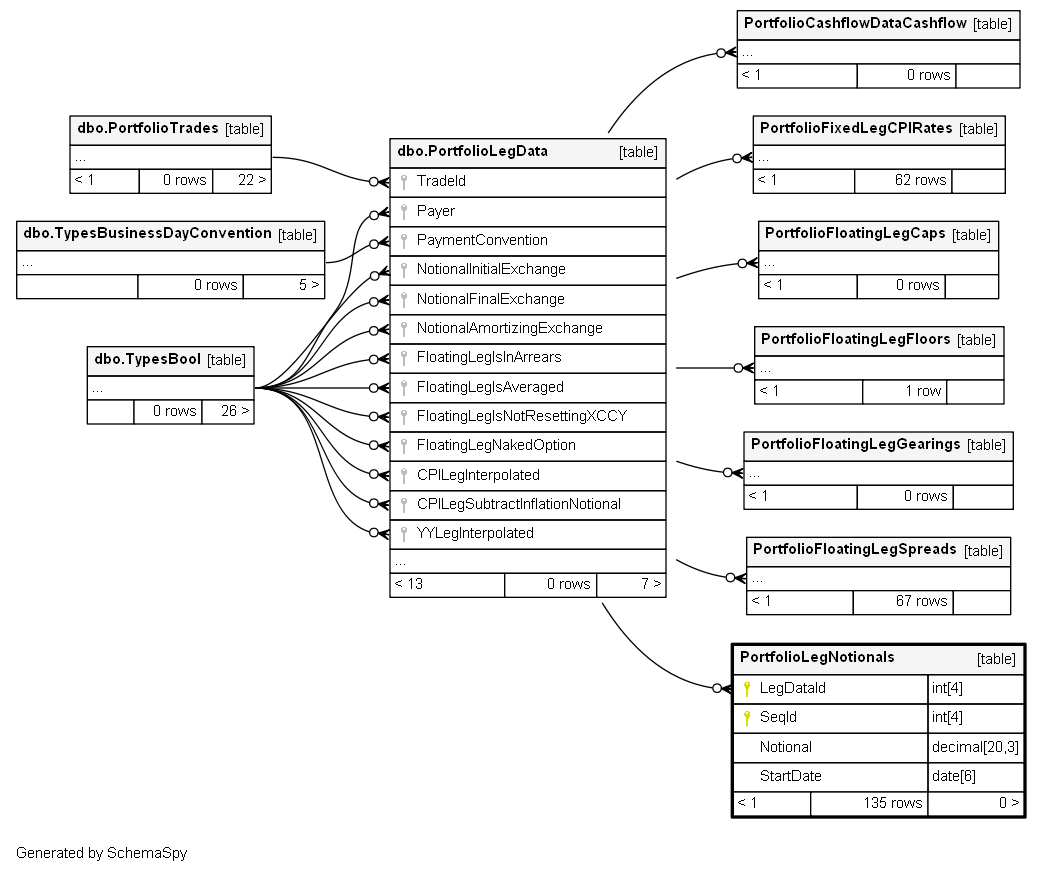 PortfolioCashflowDataCashflow [table]
...
< 1 0 rows
dbo.PortfolioTrades [table]
...
< 1 0 rows 22 >
dbo.TypesBusinessDayConvention [table]
...
0 rows 5 >
dbo.TypesBool [table]
...
0 rows 26 >
dbo.PortfolioLegData [table]
TradeId
Payer
PaymentConvention
NotionalInitialExchange
NotionalFinalExchange
NotionalAmortizingExchange
FloatingLegIsInArrears
FloatingLegIsAveraged
FloatingLegIsNotResettingXCCY
FloatingLegNakedOption
CPILegInterpolated
CPILegSubtractInflationNotional
YYLegInterpolated
...
< 13 0 rows 7 >
PortfolioFixedLegCPIRates [table]
...
< 1 62 rows
PortfolioFloatingLegCaps [table]
...
< 1 0 rows
PortfolioFloatingLegFloors [table]
...
< 1 1 row
PortfolioFloatingLegGearings [table]
...
< 1 0 rows
PortfolioFloatingLegSpreads [table]
...
< 1 67 rows
PortfolioLegNotionals [table]
LegDataId int[4]
SeqId int[4]
Notional decimal[20,3]
StartDate date[6]
< 1 135 rows 0 >
Generated by SchemaSpy